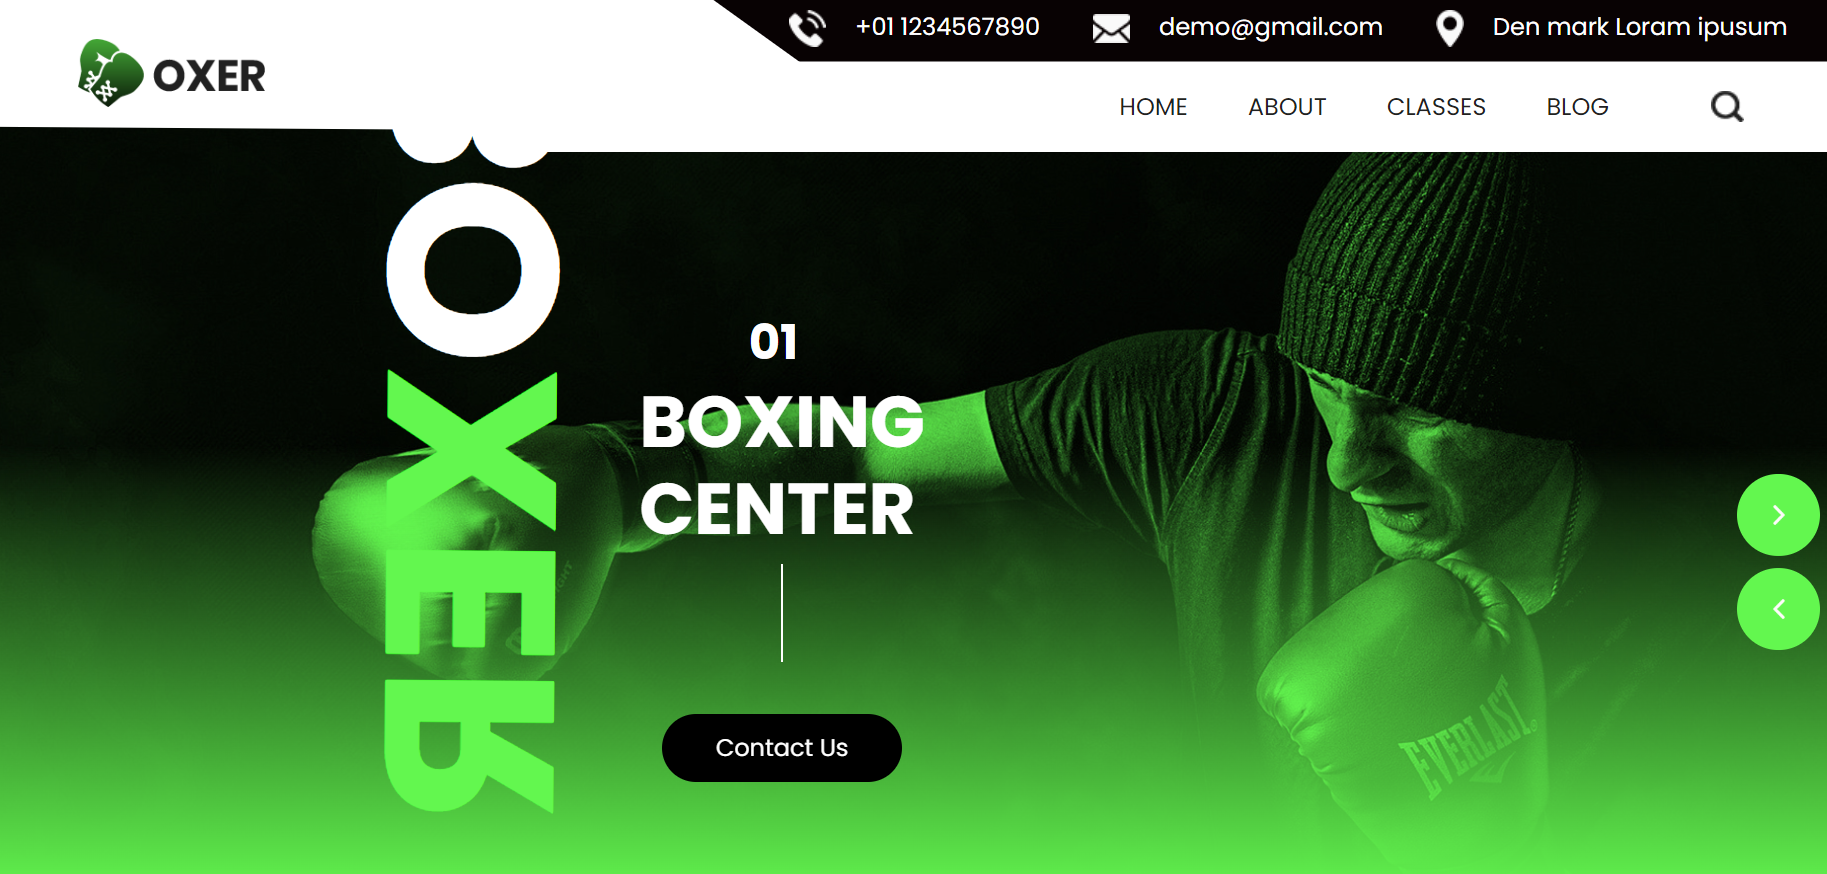 +01 1234567890
demo@gmail.com
Den mark Loram ipusum
OXER
HOME
ABOUT
CLASSES
BLOG
BOXER
01
BOXING
CENTER
Contact Us
EVERLAST